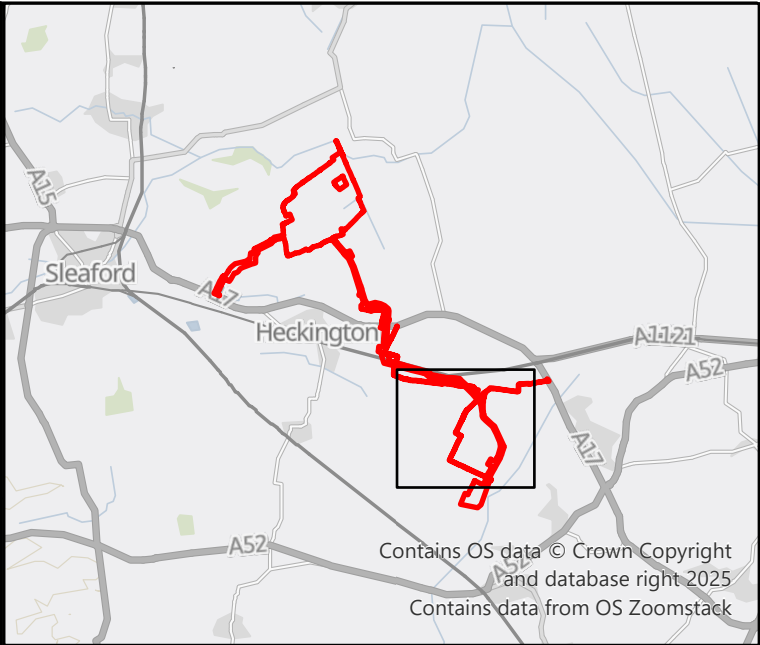 A15
Sleaford
A17
Heckington
A1121
A52
A17
A52
A52
Contains OS data © Crown Copyright
and database right 2025
Contains data from OS Zoomstack